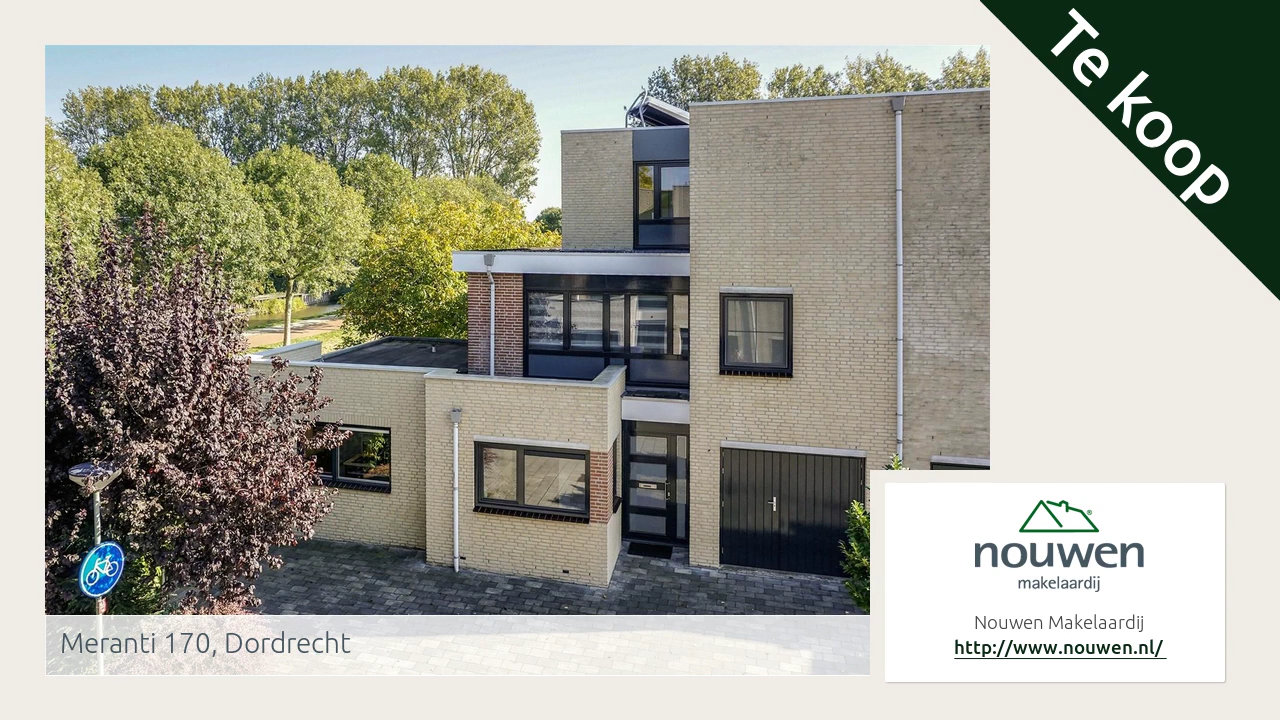 Te koop
Meranti 170, Dordrecht
nouwen
makelaardij
Nouwen Makelaardij
http://www.nouwen.nl/